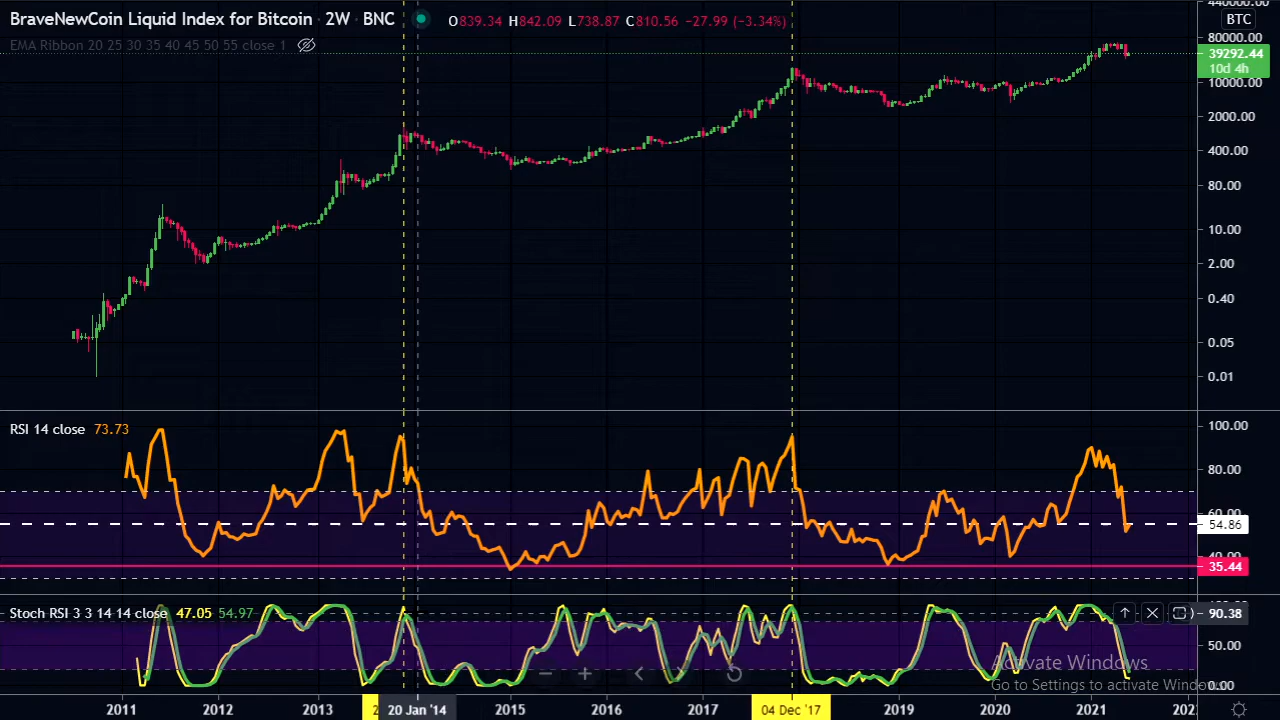 BraveNewCoin Liquid Index for Bitcoin · 2W · BNC O839.34 H842.09 L738.87 C810.56 -27.99 (-3.34%)
EMA Ribbon 20 25 30 35 40 45 50 55 close 1
440000.00
BTC
80000.00
39292.44
10d 4h
10000.00
2000.00
400.00
80.00
10.00
2.00
0.40
0.05
0.01
RSI 14 close 73.73
100.00
80.00
60.00
54.86
40.00
35.44
Stoch RSI 3 3 14 14 close 47.05 54.97
90.38
50.00
Activate Windows
Go to Settings to activate Windo
0.00
2011 2012 2013 2 20 Jan '14 2015 2016 2017 04 Dec '17 2019 2020 2021 202